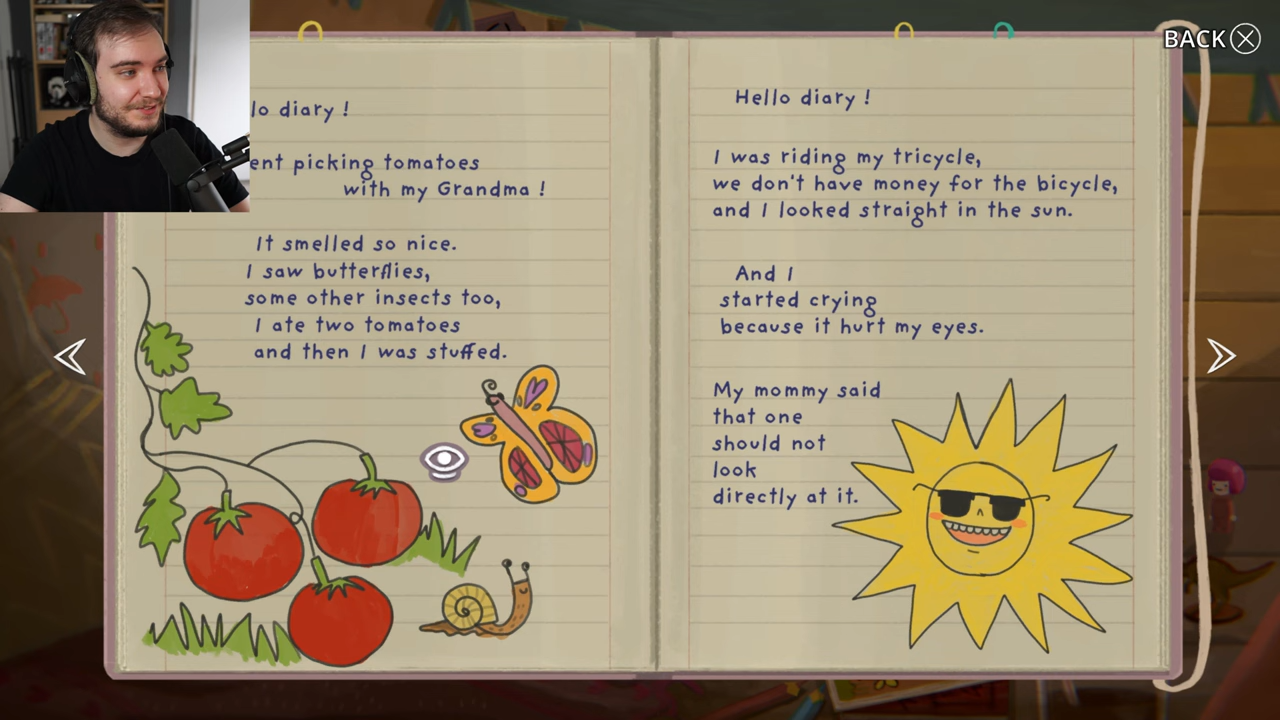 lo diary !
ent picking tomatoes
with my Grandma !
It smelled so nice.
I saw butterflies,
some other insects too,
I ate two tomatoes
and then I was stuffed.
Hello diary !
I was riding my tricycle,
we don't have money for the bicycle,
and I looked straight in the sun.
And I
started crying
because it hurt my eyes.
My mommy said
that one
should not
look
directly at it.
BACK